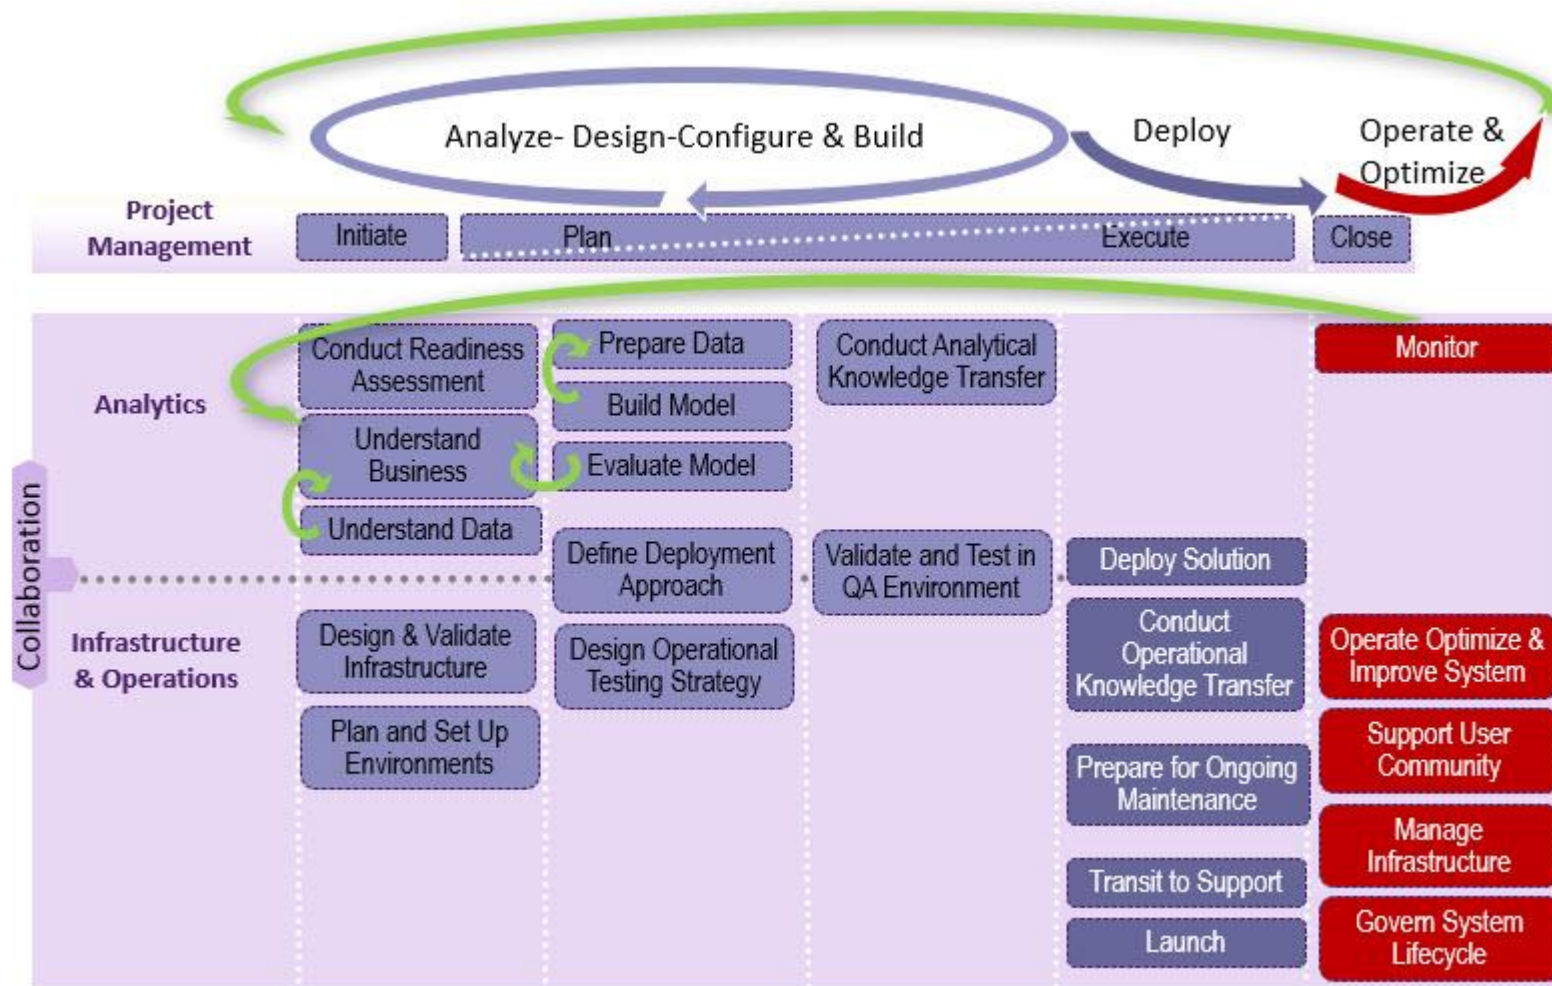 Analyze- Design-Configure & Build
Deploy
Operate &
Optimize
Project
Management
Initiate
Plan
Execute
Close
Analytics
Conduct Readiness
Assessment
Understand
Business
Understand Data
Prepare Data
Build Model
Evaluate Model
Conduct Analytical
Knowledge Transfer
Monitor
Collaboration
Define Deployment
Approach
Validate and Test in
QA Environment
Deploy Solution
Infrastructure
& Operations
Design & Validate
Infrastructure
Plan and Set Up
Environments
Design Operational
Testing Strategy
Conduct
Operational
Knowledge Transfer
Prepare for Ongoing
Maintenance
Transit to Support
Launch
Operate Optimize &
Improve System
Support User
Community
Manage
Infrastructure
Govern System
Lifecycle